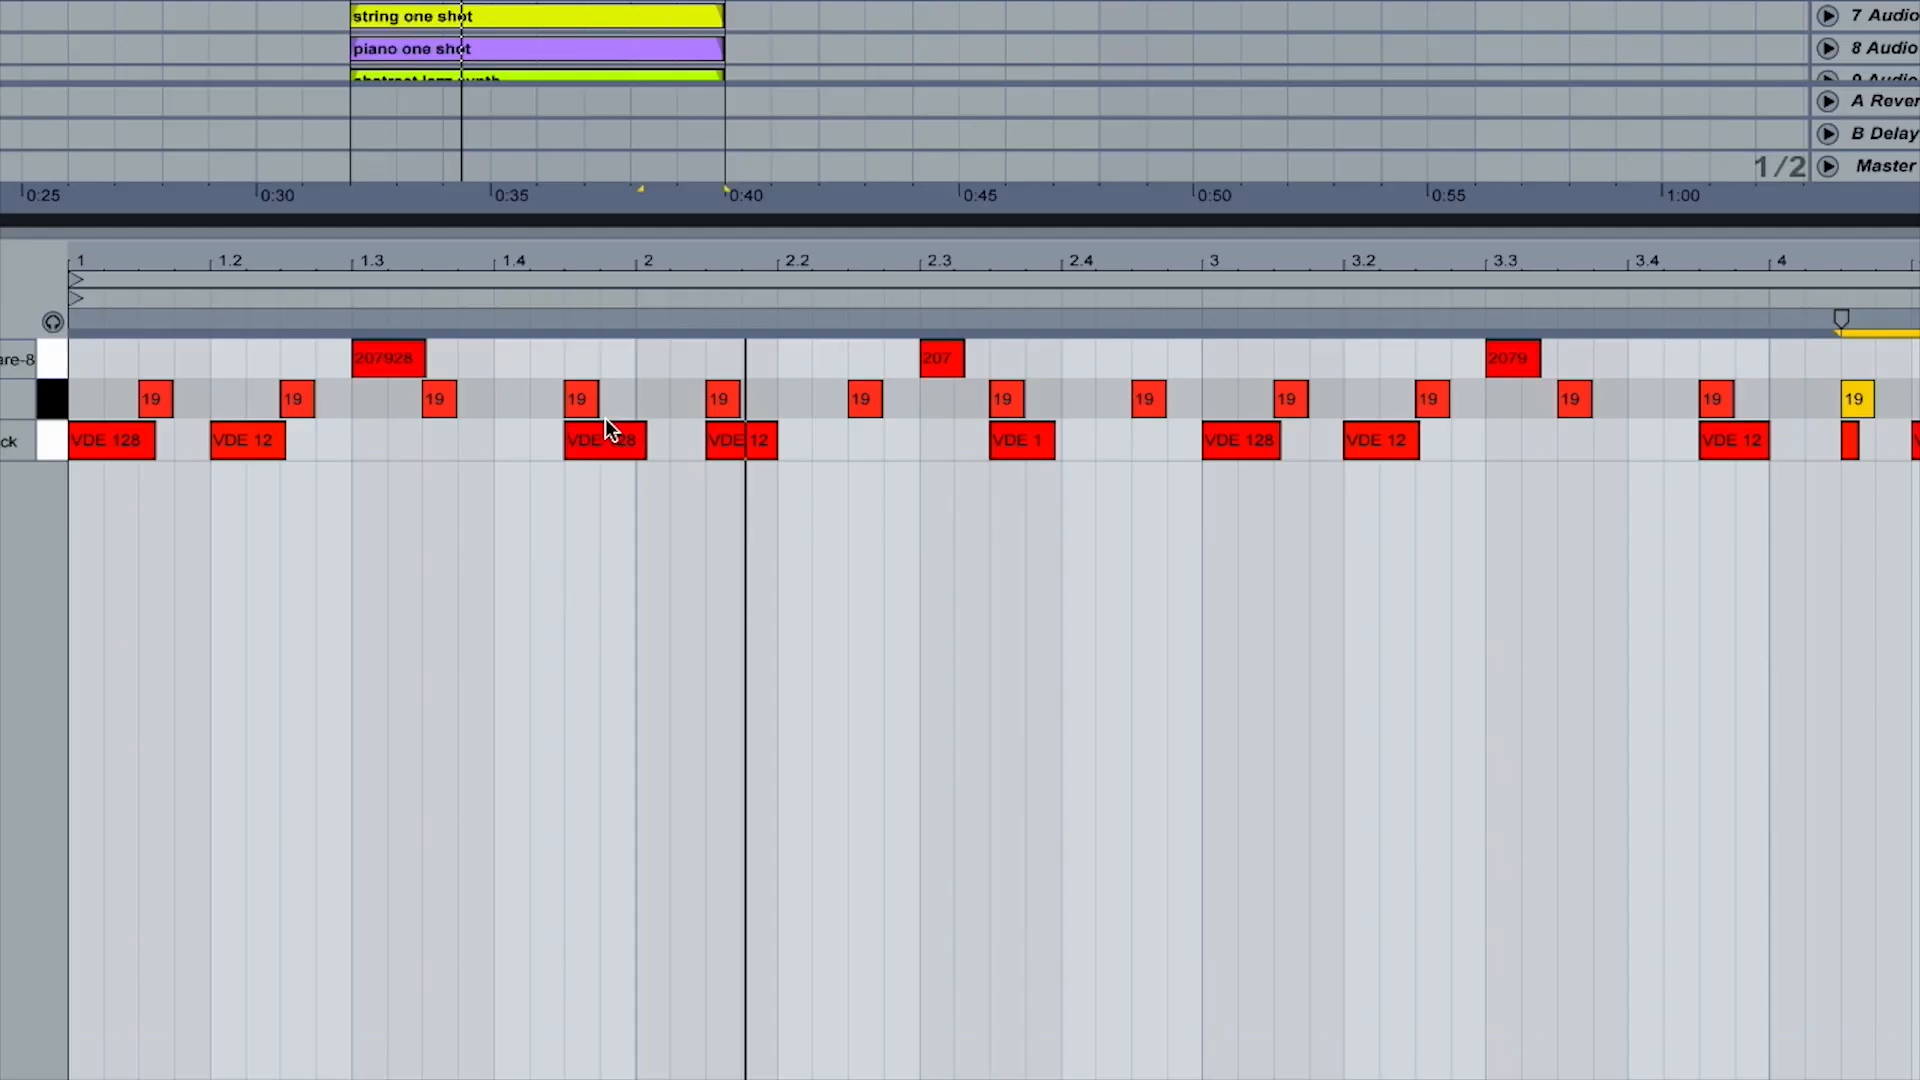 string one shot
7 Audio
piano one shot
8 Audio
abstract jazz synth
9 Audio
A Rever
B Delay
1/2
Master
0:25 0:30 0:35 0:40 0:45 0:50 0:55 1:00
1 1.2 1.3 1.4 2 2.2 2.3 2.4 3 3.2 3.3 3.4 4
are-8 207928 207 2079
19 19 19 19 19 19 19 19 19 19 19 19 19
ck VDE 128 VDE 12 VDE 128 VDE 12 VDE 1 VDE 128 VDE 12 VDE 12